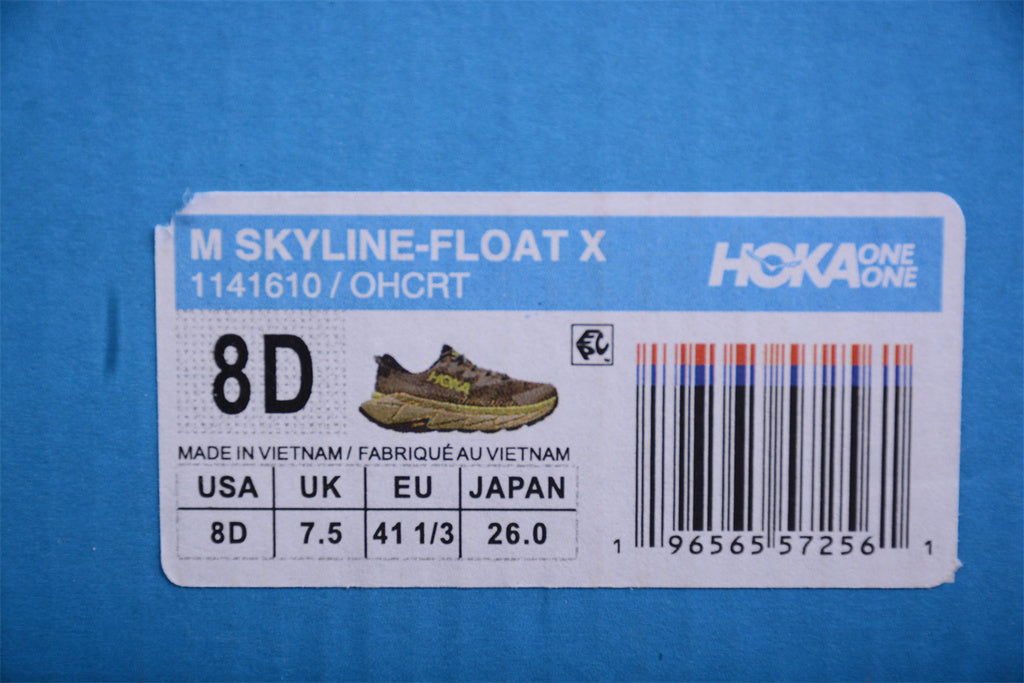 M SKYLINE-FLOAT X
1141610 / OHCRT
HOKA ONE ONE
8D
HOKA
MADE IN VIETNAM / FABRIQUÉ AU VIETNAM
USA UK EU JAPAN
8D 7.5 41 1/3 26.0
1 96565 57256 1